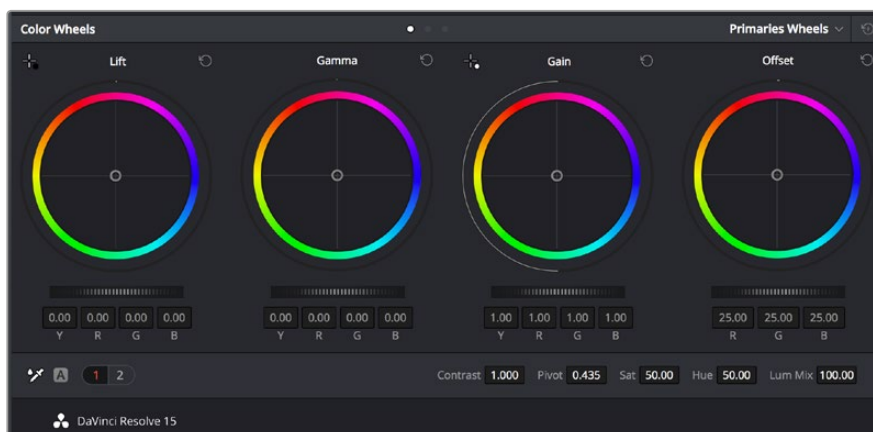 Color Wheels Primaries Wheels
Lift Gamma Gain Offset
0.00 0.00 0.00 0.00 0.00 0.00 0.00 0.00 1.00 1.00 1.00 1.00 25.00 25.00 25.00
Y R G B Y R G B Y R G B R G B
A 1 2 Contrast 1.000 Pivot 0.435 Sat 50.00 Hue 50.00 Lum Mix 100.00
DaVinci Resolve 15